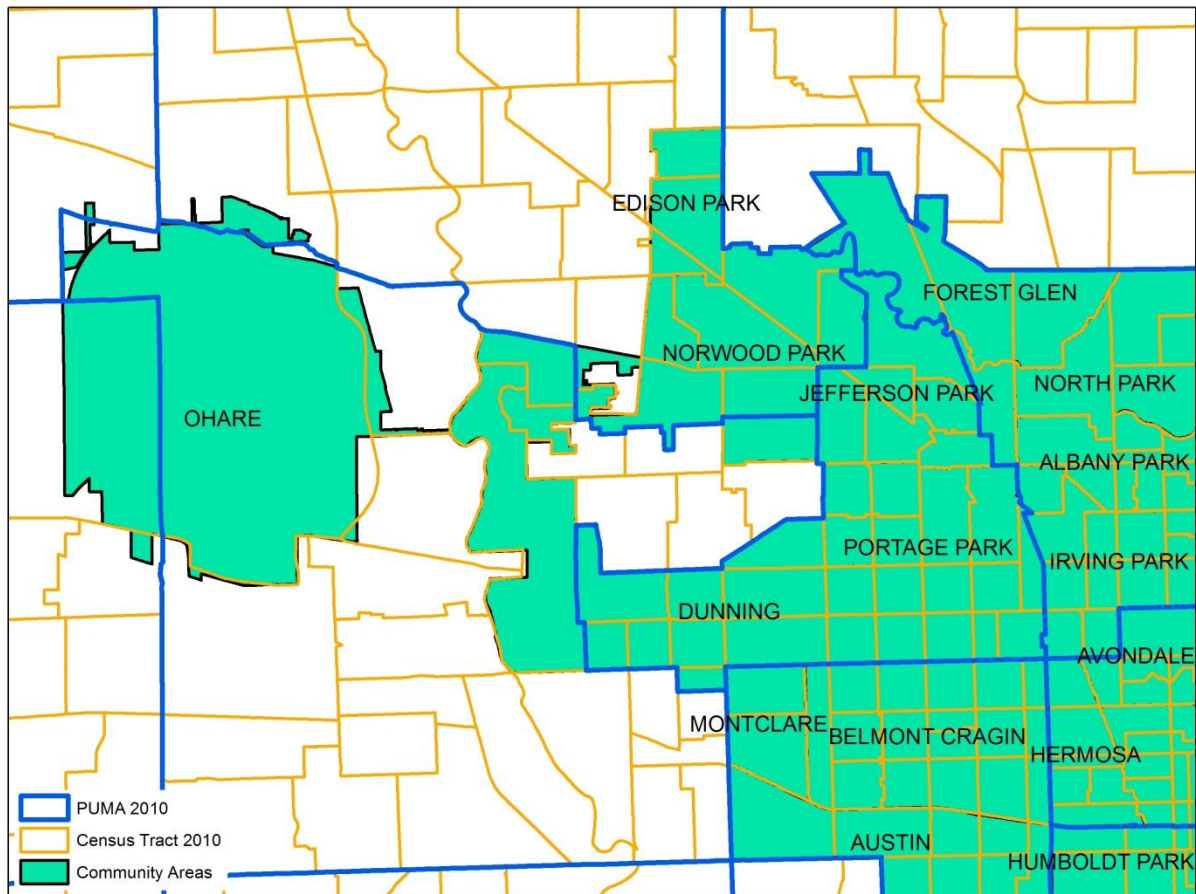 EDISON PARK
FOREST GLEN
NORWOOD PARK
JEFFERSON PARK
NORTH PARK
OHARE
ALBANY PARK
PORTAGE PARK
IRVING PARK
DUNNING
AVONDALE
MONTCLARE
BELMONT CRAGIN
HERMOSA
AUSTIN
HUMBOLDT PARK
PUMA 2010
Census Tract 2010
Community Areas